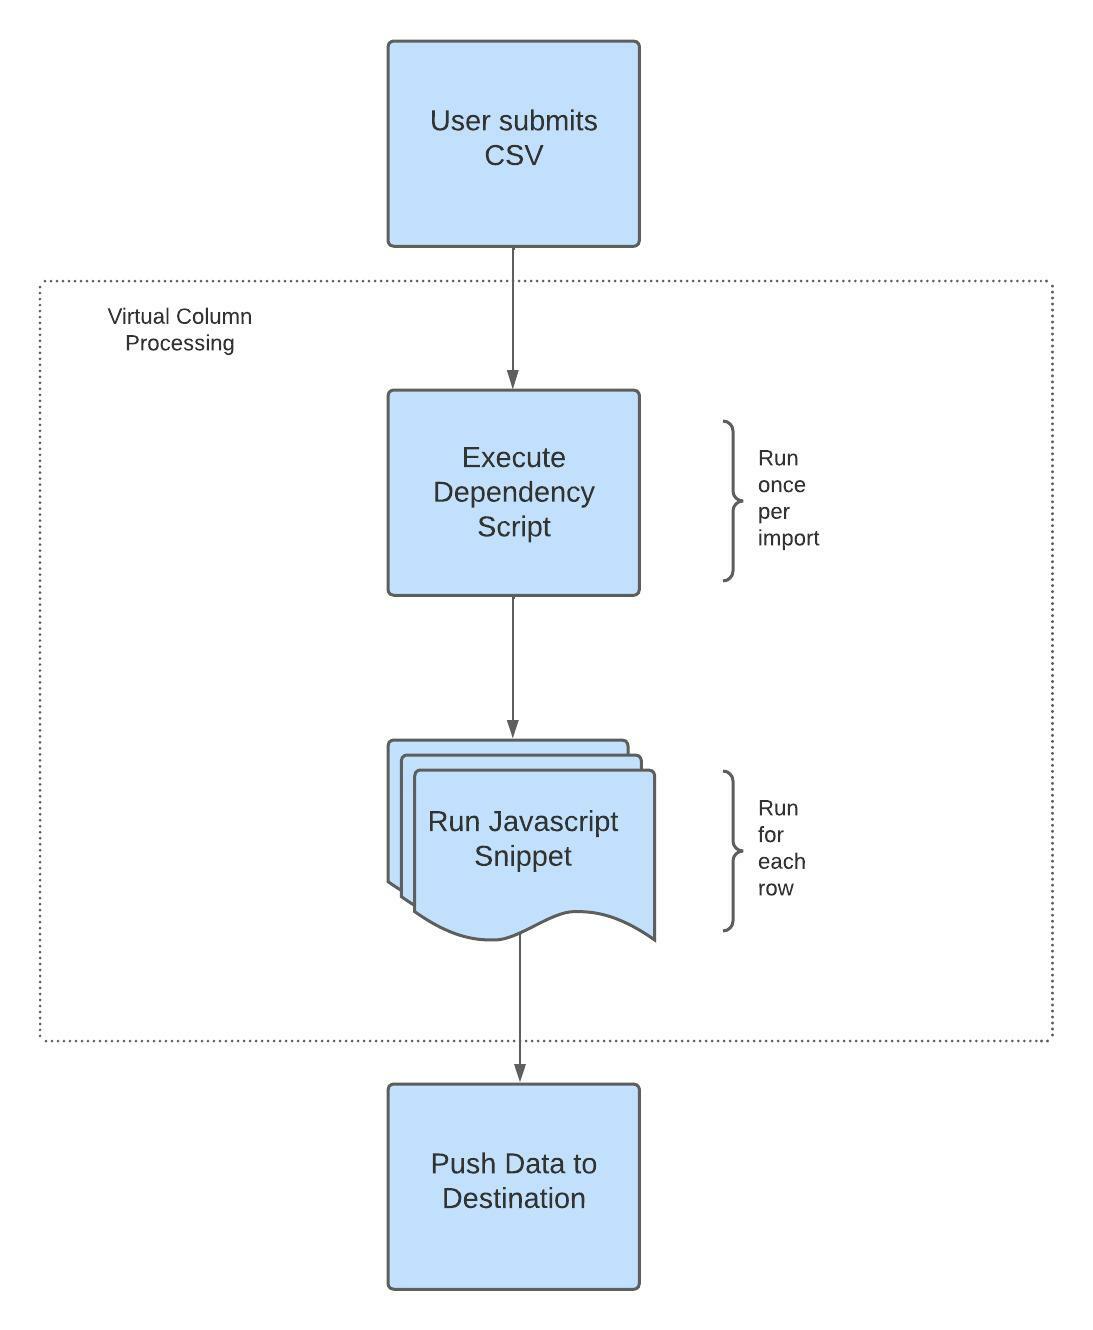 User submits
CSV
Virtual Column
Processing
Execute
Dependency
Script
Run
once
per
import
Run Javascript
Snippet
Run
for
each
row
Push Data to
Destination